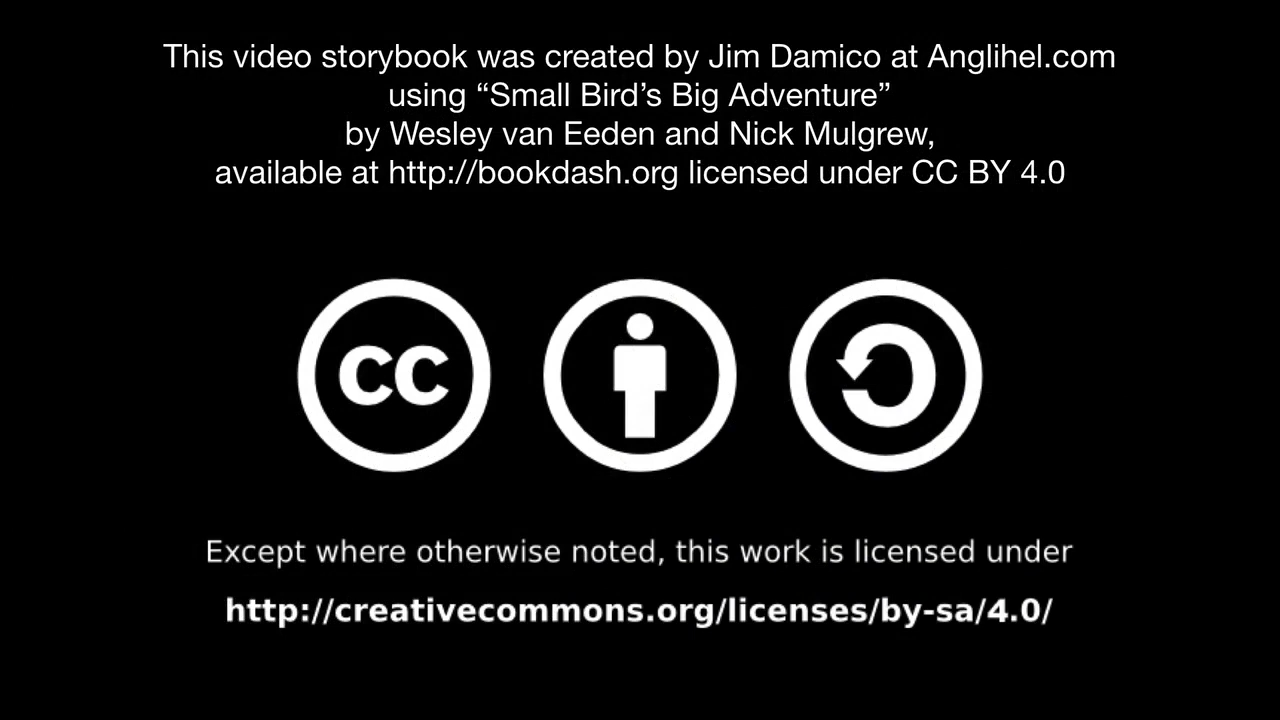 This video storybook was created by Jim Damico at Anglihel.com
using “Small Bird’s Big Adventure”
by Wesley van Eeden and Nick Mulgrew,
available at http://bookdash.org licensed under CC BY 4.0
cc
Except where otherwise noted, this work is licensed under
http://creativecommons.org/licenses/by-sa/4.0/